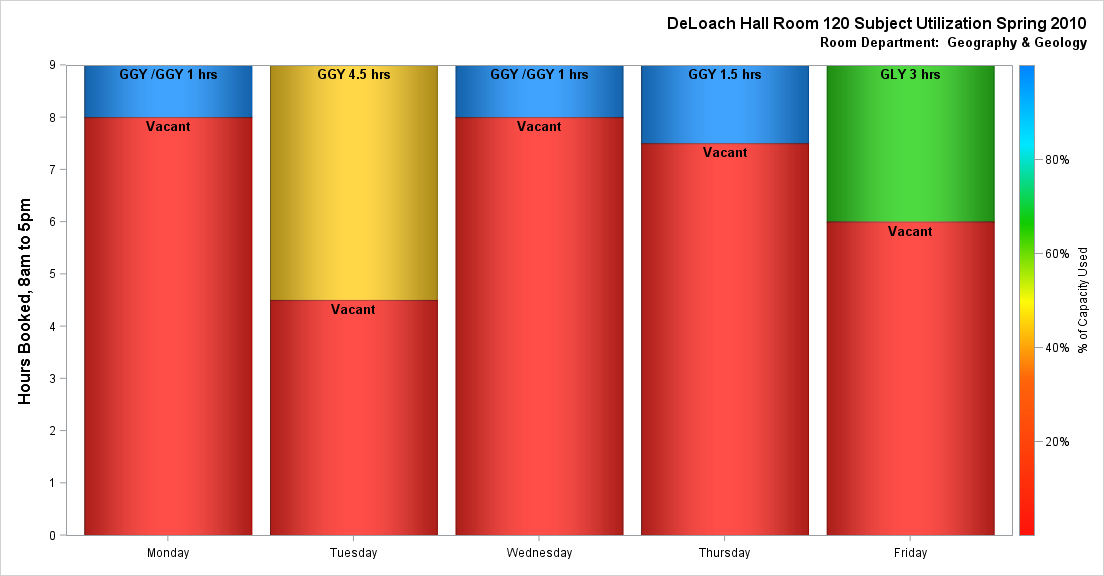 DeLoach Hall Room 120 Subject Utilization Spring 2010
Room Department: Geography & Geology
Hours Booked, 8am to 5pm
9
8
7
6
5
4
3
2
1
0
GGY /GGY 1 hrs
Vacant
GGY 4.5 hrs
Vacant
GGY /GGY 1 hrs
Vacant
GGY 1.5 hrs
Vacant
GLY 3 hrs
Vacant
Monday
Tuesday
Wednesday
Thursday
Friday
80%
60%
40%
20%
% of Capacity Used